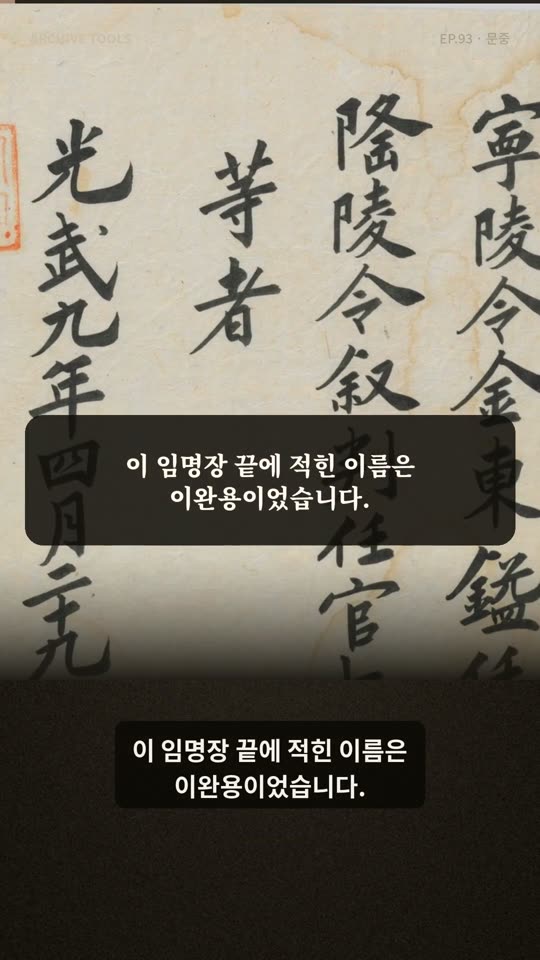 ARCHIVE TOOLS
EP.93 · 문중
寧陵令金東鎰任
隆陵令叙判任官
等者
光武九年四月二十九
이 임명장 끝에 적힌 이름은
이완용이었습니다.
이 임명장 끝에 적힌 이름은
이완용이었습니다.